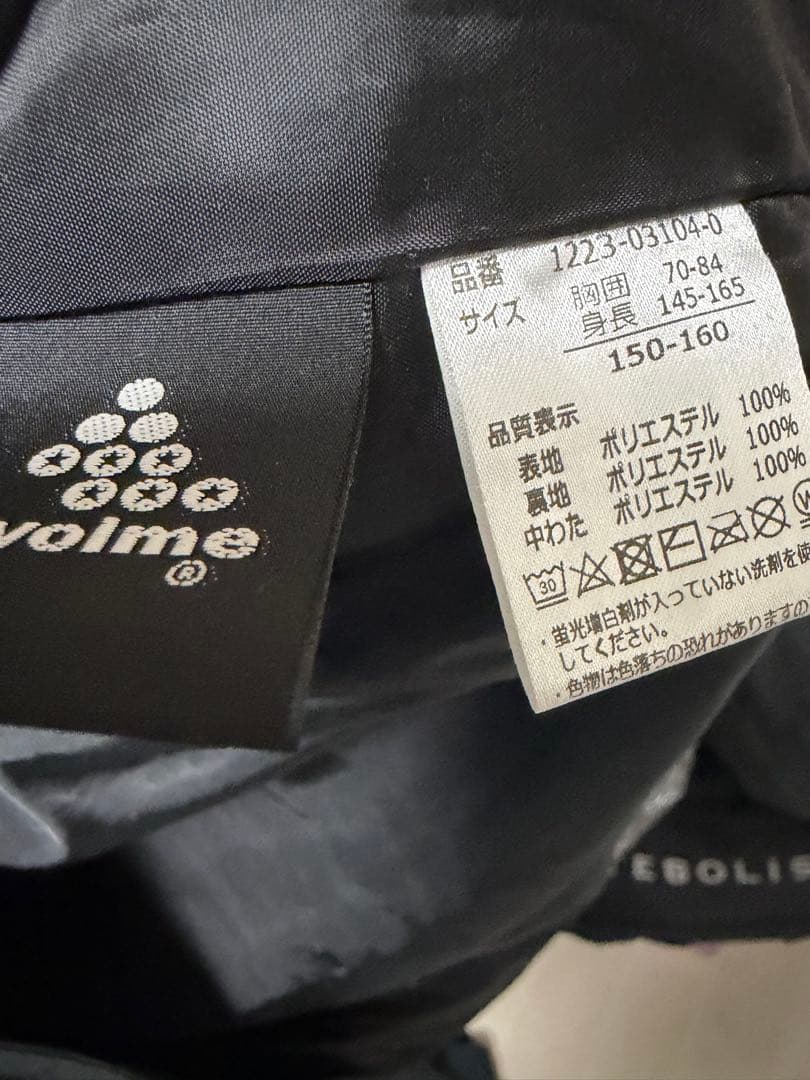 volme
®
品番 1223-03104-0
サイズ 胸囲 70-84
身長 145-165
150-160
品質表示
表地 ポリエステル 100%
裏地 ポリエステル 100%
中わた ポリエステル 100%
30
W
・蛍光増白剤が入っていない洗剤を使
してください。
・色物は色落ちの恐れがありますの
EBOLIS